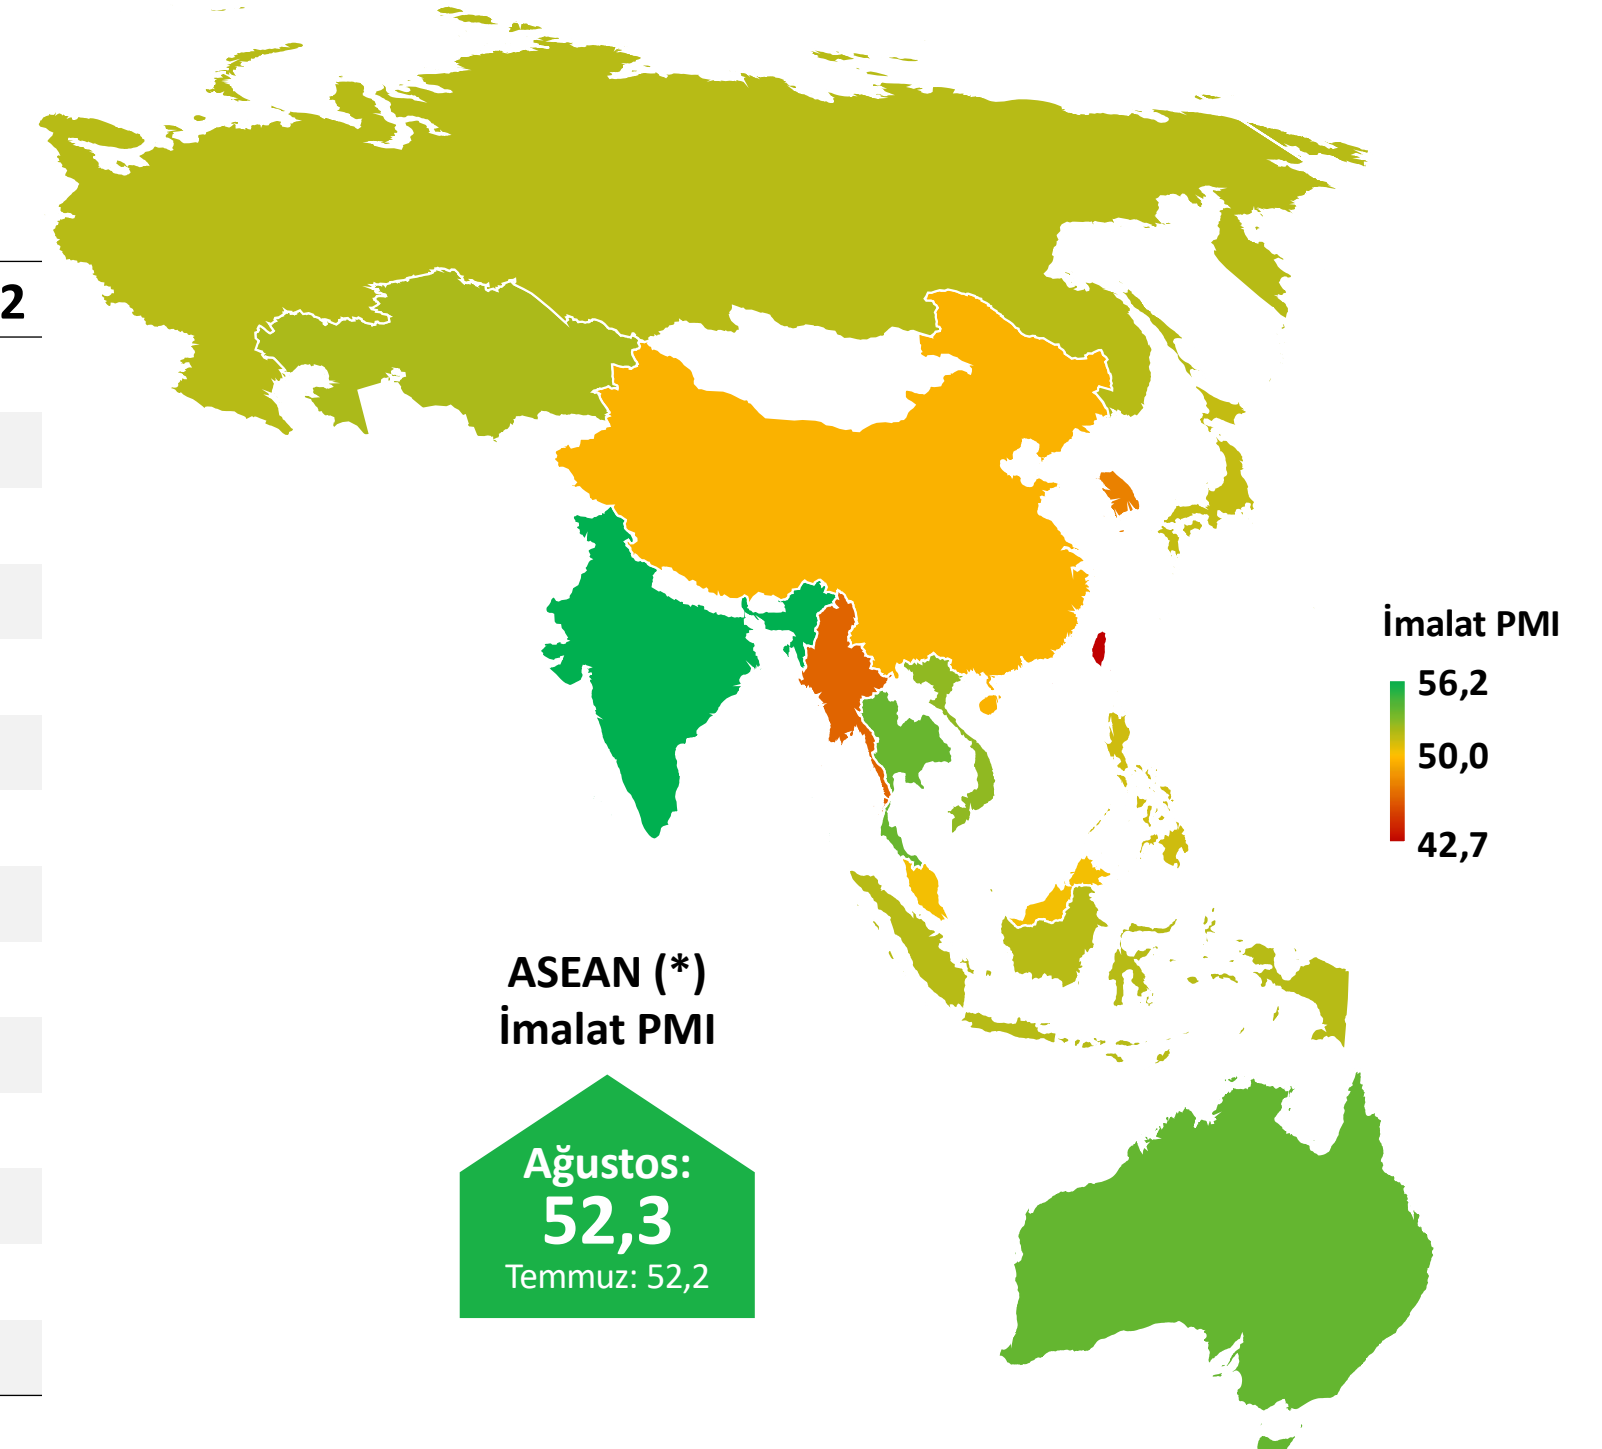 2
İmalat PMI
56,2
50,0
42,7
ASEAN (*)
İmalat PMI
Ağustos:
52,3
Temmuz: 52,2